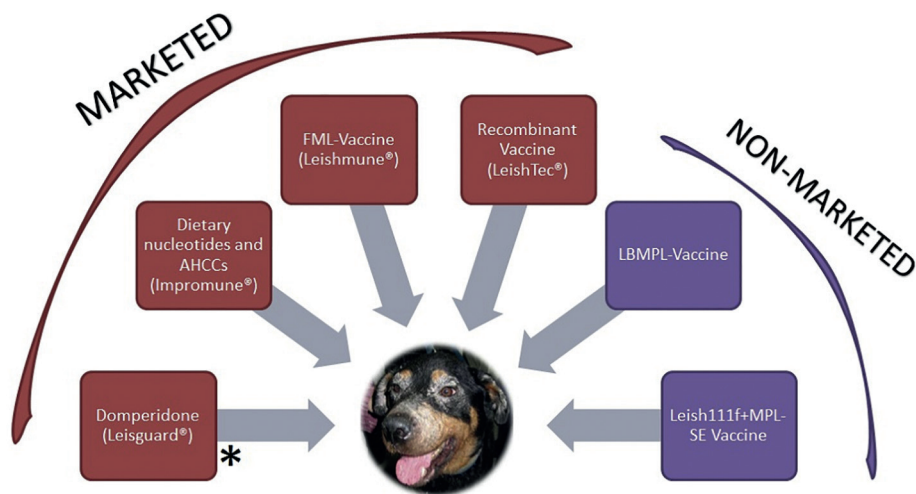 MARKETED
NON-MARKETED
FML-Vaccine
(Leishmune®)
Recombinant
Vaccine
(LeishTec®)
Dietary
nucleotides and
AHCCs
(Impromune®)
LBMPL-Vaccine
Domperidone
(Leisguard®)
*
Leish111f+MPL-
SE Vaccine